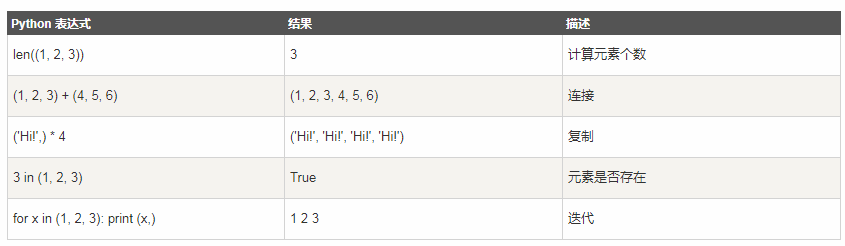 Python 表达式 结果 描述
len((1, 2, 3)) 3 计算元素个数
(1, 2, 3) + (4, 5, 6) (1, 2, 3, 4, 5, 6) 连接
('Hi!',) * 4 ('Hi!', 'Hi!', 'Hi!', 'Hi!') 复制
3 in (1, 2, 3) True 元素是否存在
for x in (1, 2, 3): print (x,) 1 2 3 迭代